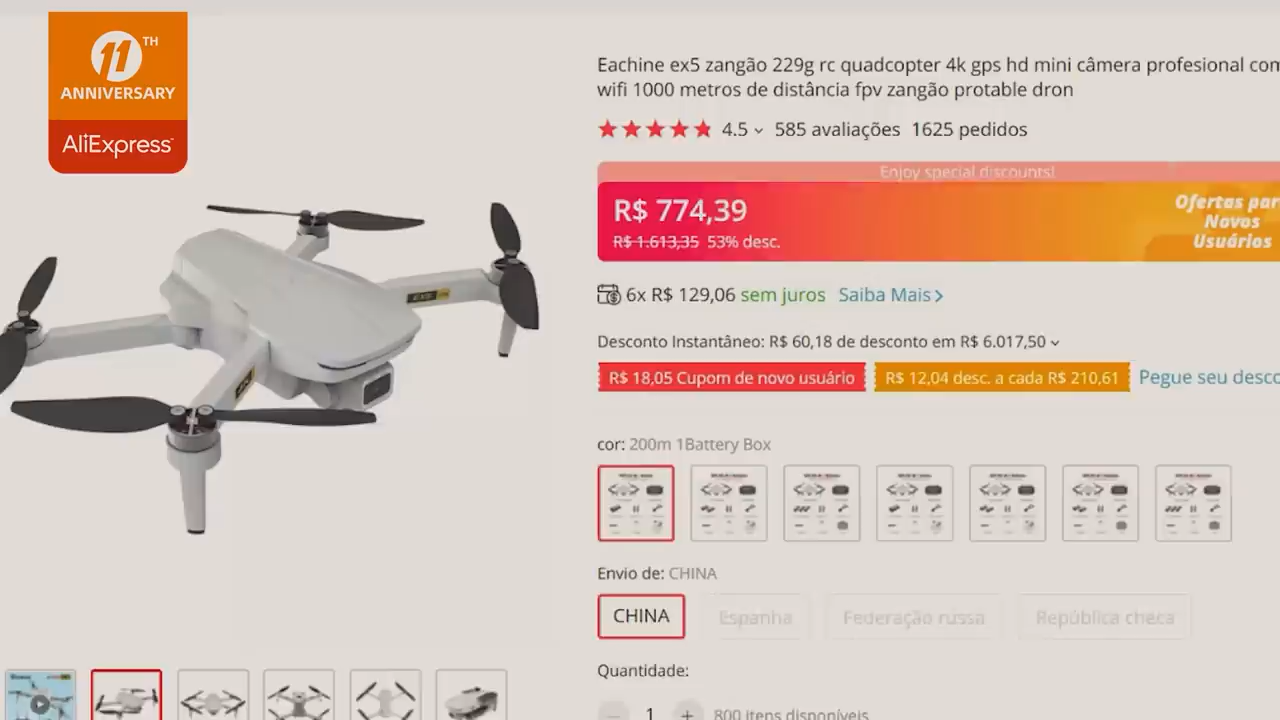 11TH
ANNIVERSARY
AliExpress
Eachine ex5 zangão 229g rc quadcopter 4k gps hd mini câmera profesional com
wifi 1000 metros de distância fpv zangão protable dron
4.5 585 avaliações 1625 pedidos
Enjoy special discounts!
R$ 774,39
R$ 1.613,35 53% desc.
Ofertas par
Novos
Usuários
6x R$ 129,06 sem juros Saiba Mais
Desconto Instantâneo: R$ 60,18 de desconto em R$ 6.017,50
R$ 18,05 Cupom de novo usuário R$ 12,04 desc. a cada R$ 210,61 Pegue seu desco
cor: 200m 1Battery Box
Envio de: CHINA
CHINA Espanha Federação russa República checa
Quantidade:
1 800 itens disponíveis